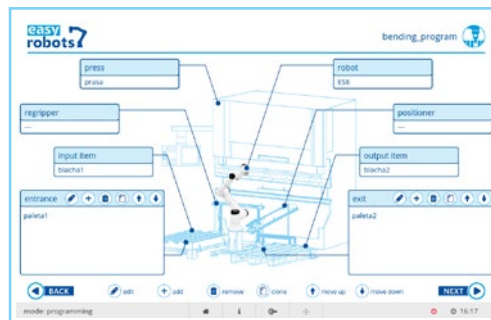 easy
robots
bending_program
press
prasa
robot
ES8
regripper
---
positioner
---
input item
blacha1
output item
blacha2
entrance
paleta1
exit
paleta2
BACK
edit
add
remove
clone
move up
move down
NEXT
mode: programming
i
16:17